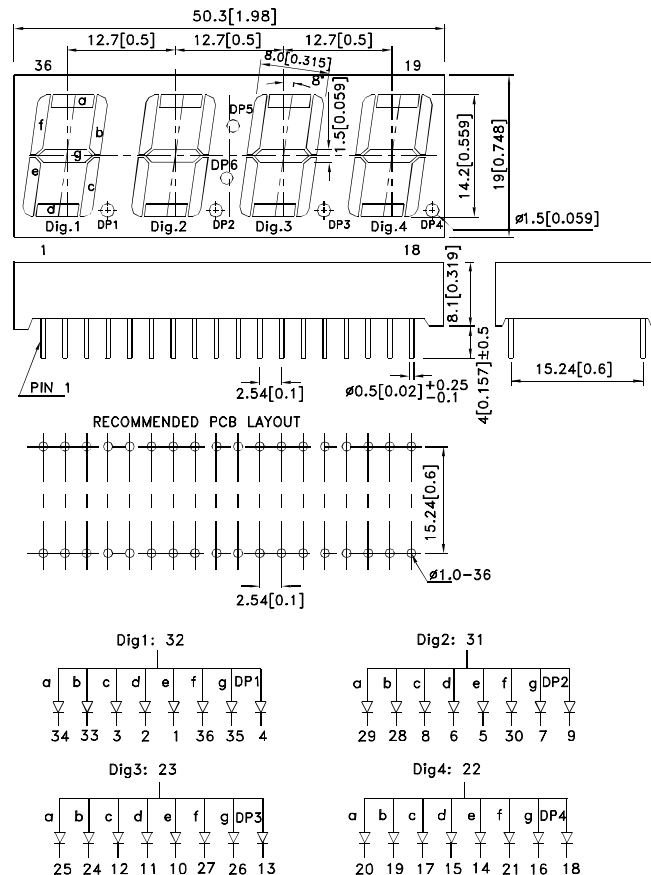 50.3[1.98]
12.7[0.5] 12.7[0.5] 12.7[0.5]
8.0[0.315]
36 19
8°
a
f b
g
e c
d
DP5
DP6
1.5[0.059]
14.2[0.559]
19[0.748]
DP1 DP2 DP3 DP4
Dig.1 Dig.2 Dig.3 Dig.4
ø1.5[0.059]
1 18
8.1[0.319]
4[0.157]±0.5
PIN 1
2.54[0.1]
ø0.5[0.02] +0.25 -0.1
15.24[0.6]
RECOMMENDED PCB LAYOUT
15.24[0.6]
2.54[0.1]
ø1.0-36
Dig1: 32
a b c d e f g DP1
34 33 3 2 1 36 35 4
Dig2: 31
a b c d e f g DP2
29 28 8 6 5 30 7 9
Dig3: 23
a b c d e f g DP3
25 24 12 11 10 27 26 13
Dig4: 22
a b c d e f g DP4
20 19 17 15 14 21 16 18